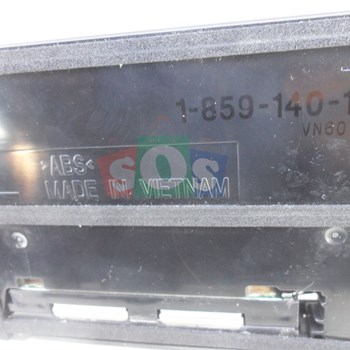 1-859-140-1
VN60
>ABS<
SOS
MADE IN VIETNAM